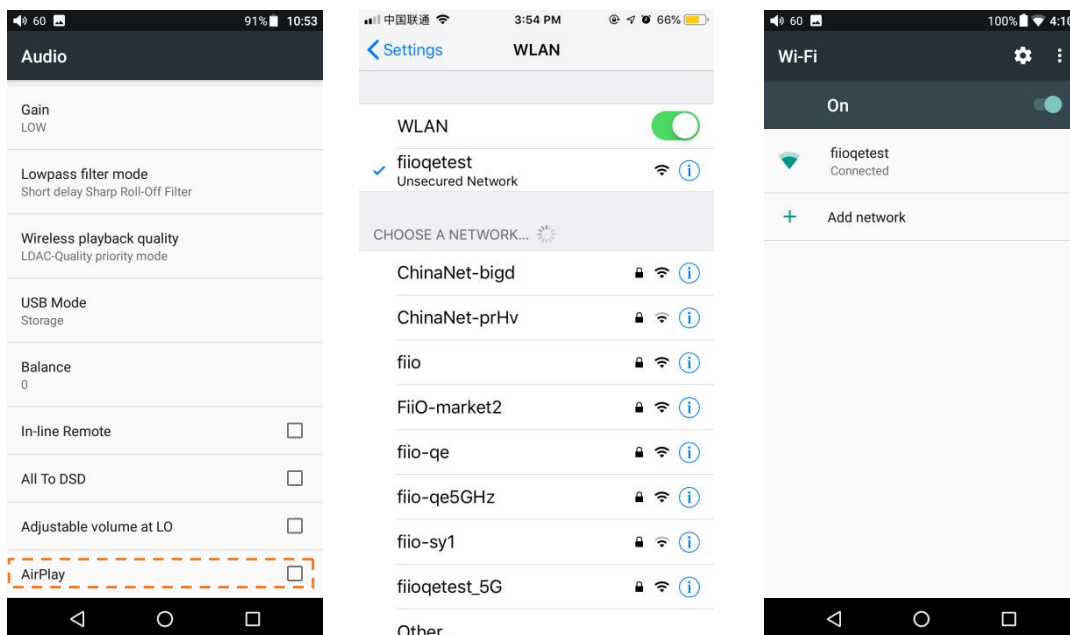 60 91% 10:53
Audio
Gain
LOW
Lowpass filter mode
Short delay Sharp Roll-Off Filter
Wireless playback quality
LDAC-Quality priority mode
USB Mode
Storage
Balance
0
In-line Remote
All To DSD
Adjustable volume at LO
AirPlay
中国联通 3:54 PM 66%
Settings WLAN
WLAN
fiioqetest
Unsecured Network
CHOOSE A NETWORK...
ChinaNet-bigd
ChinaNet-prHv
fiio
FiiO-market2
fiio-qe
fiio-qe5GHz
fiio-sy1
fiioqetest_5G
Other...
60 100% 4:10
Wi-Fi
On
fiioqetest
Connected
Add network